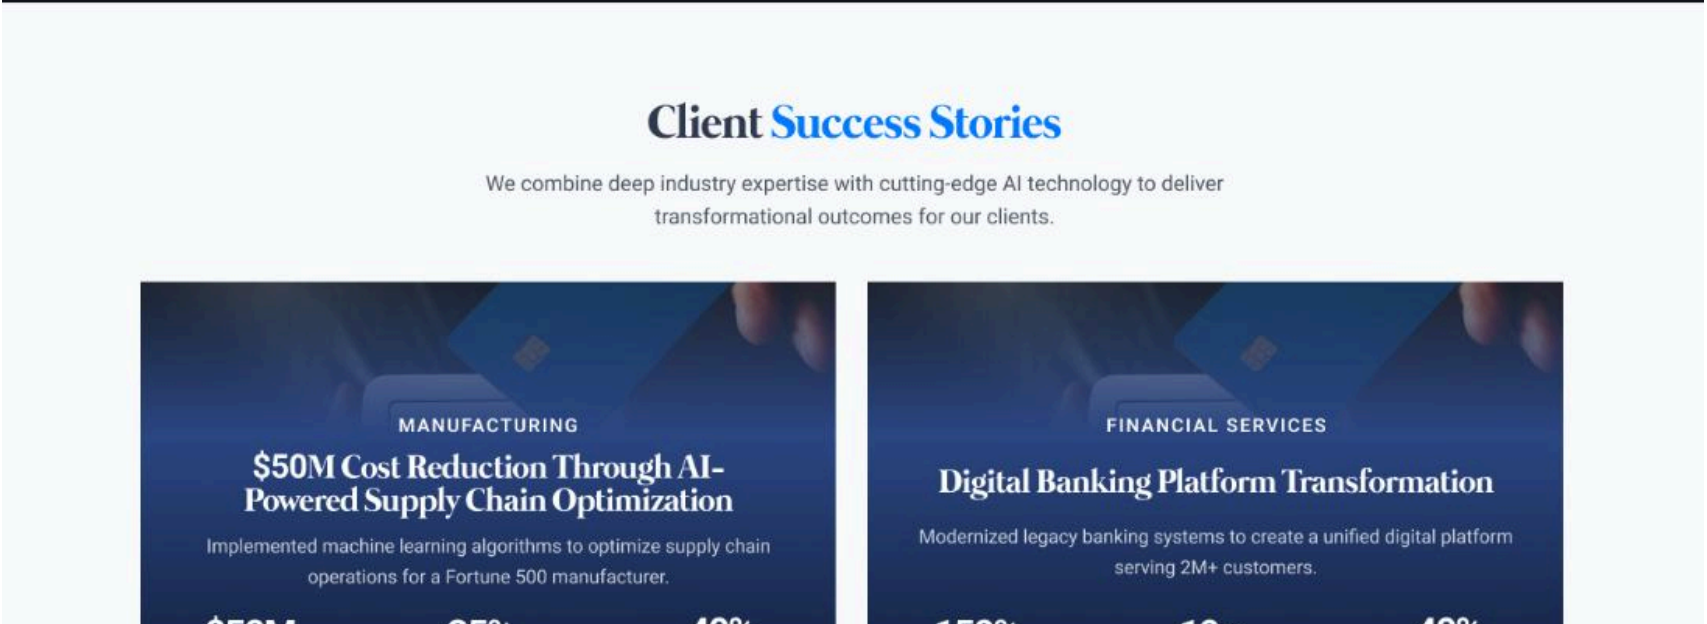 Client Success Stories
We combine deep industry expertise with cutting-edge AI technology to deliver
transformational outcomes for our clients.
MANUFACTURING
$50M Cost Reduction Through AI-
Powered Supply Chain Optimization
Implemented machine learning algorithms to optimize supply chain
operations for a Fortune 500 manufacturer.
FINANCIAL SERVICES
Digital Banking Platform Transformation
Modernized legacy banking systems to create a unified digital platform
serving 2M+ customers.